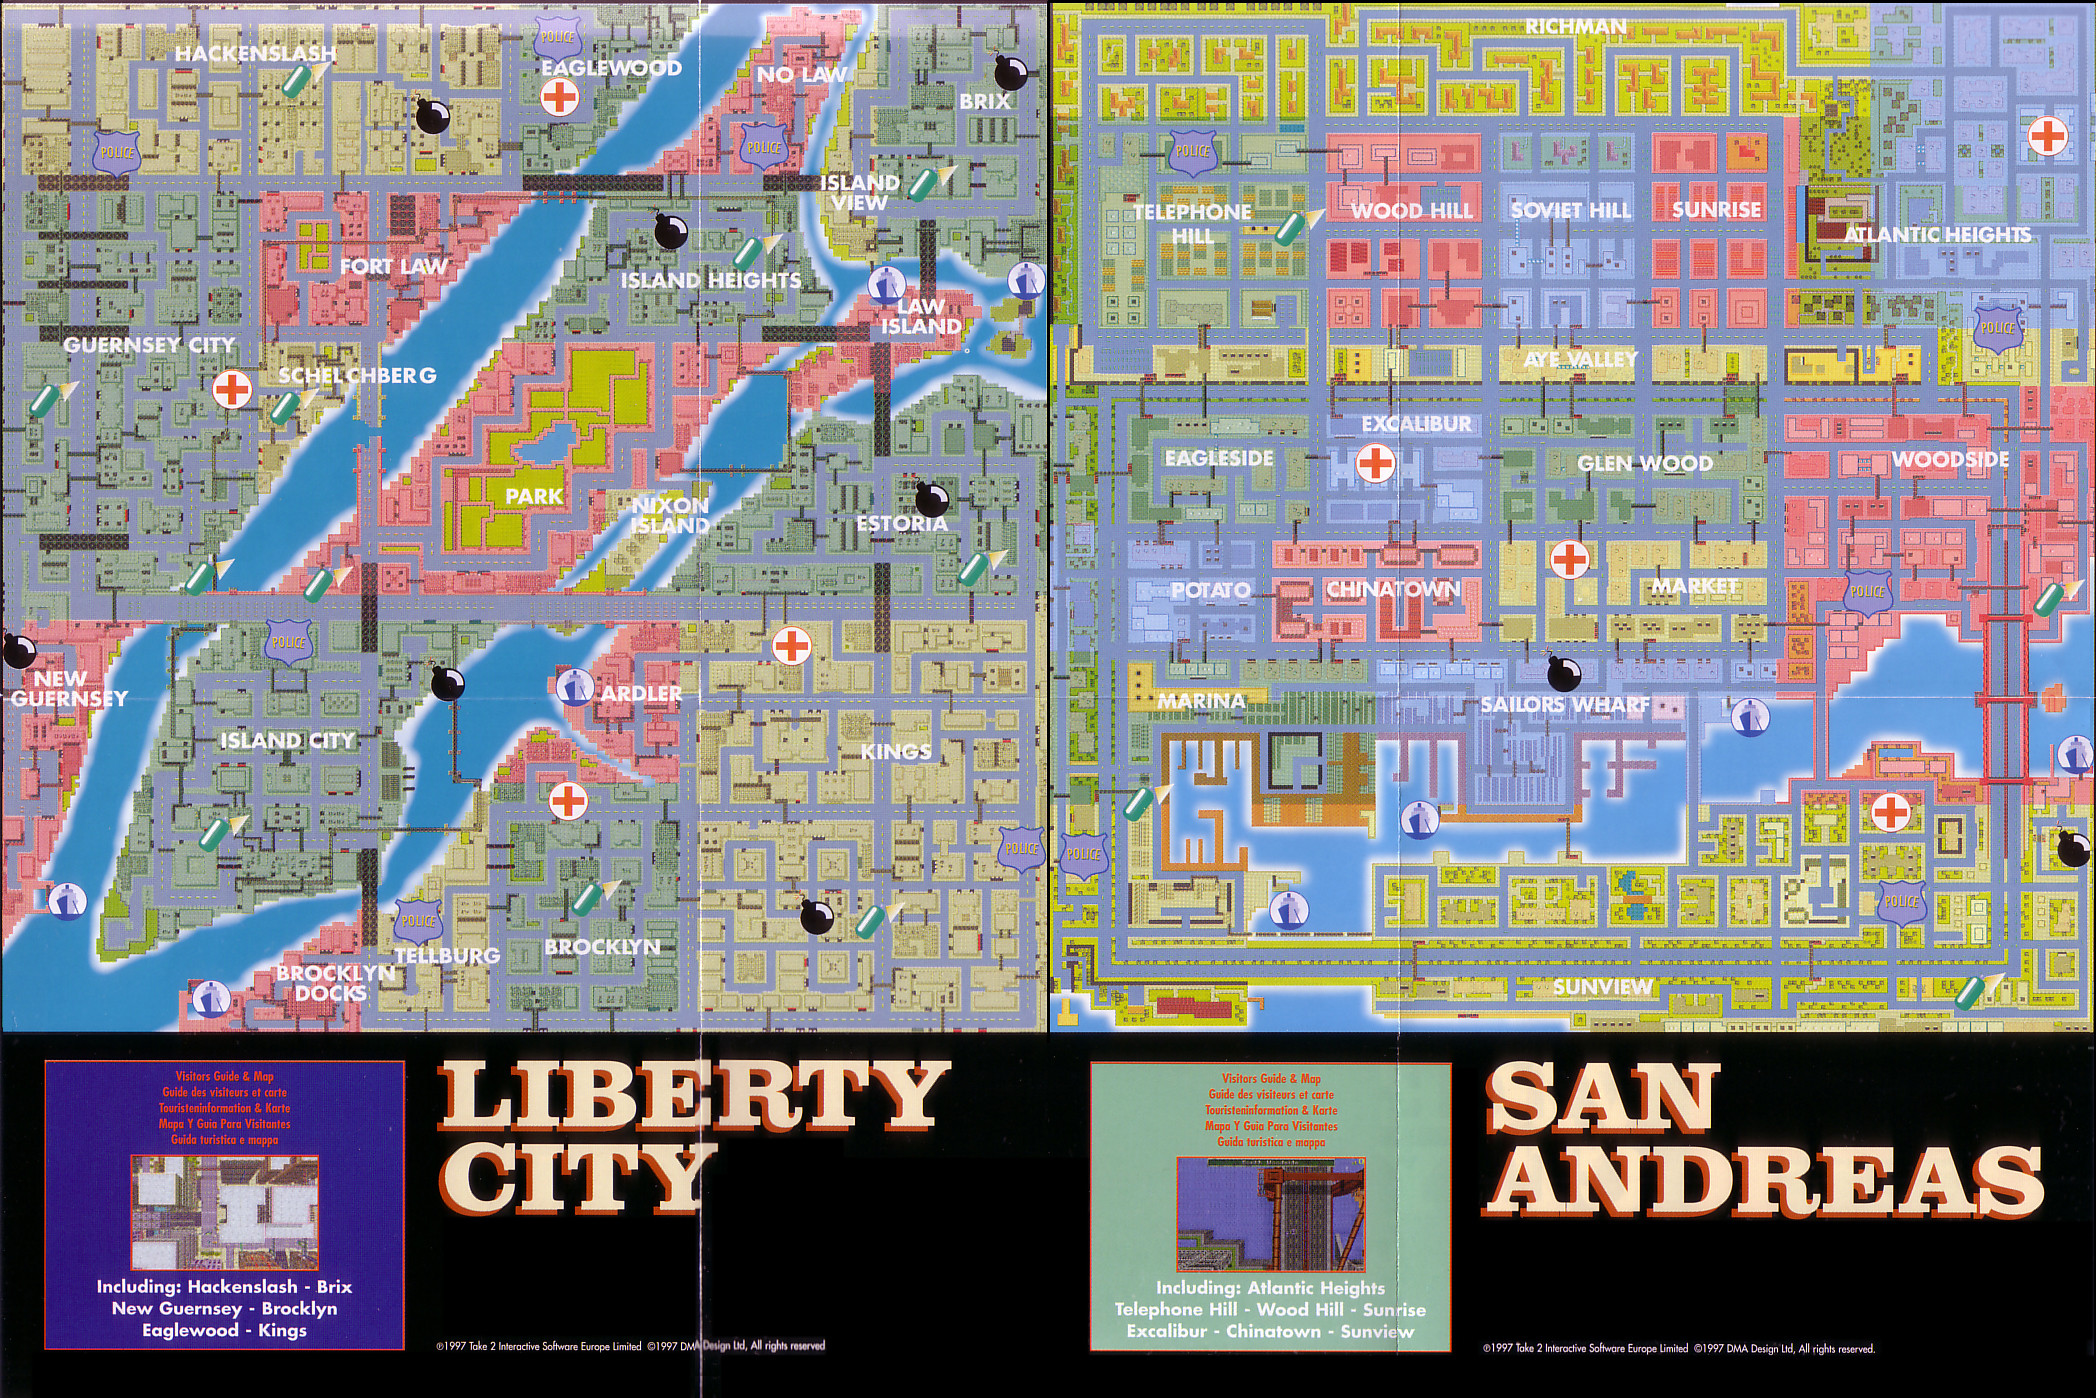 HACKENSLASH
POLICE
EAGLEWOOD
NO LAW
BRIX
POLICE
POLICE
ISLAND
VIEW
FORT LAW
ISLAND HEIGHTS
LAW
ISLAND
GUERNSEY CITY
SCHELCHBERG
PARK
NIXON
ISLAND
ESTORIA
POLICE
NEW
GUERNSEY
ARDLER
ISLAND CITY
KINGS
POLICE
POLICE
TELLBURG
BROCKLYN
BROCKLYN
DOCKS
Visitors Guide & Map
Guide des visiteurs et carte
Touristeninformation & Karte
Mapa Y Guia Para Visitantes
Guida turistica e mappa
Including: Hackenslash - Brix
New Guernsey - Brocklyn
Eaglewood - Kings
LIBERTY
CITY
℗1997 Take 2 Interactive Software Europe Limited ©1997 DMA Design Ltd, All rights reserved
RICHMAN
POLICE
TELEPHONE
HILL
WOOD HILL
SOVIET HILL
SUNRISE
ATLANTIC HEIGHTS
POLICE
AYE VALLEY
EXCALIBUR
EAGLESIDE
GLEN WOOD
WOODSIDE
POTATO
CHINATOWN
MARKET
POLICE
MARINA
SAILORS WHARF
POLICE
POLICE
SUNVIEW
Visitors Guide & Map
Guide des visiteurs et carte
Touristeninformation & Karte
Mapa Y Guia Para Visitantes
Guida turistica e mappa
Including: Atlantic Heights
Telephone Hill - Wood Hill - Sunrise
Excalibur - Chinatown - Sunview
SAN
ANDREAS
℗1997 Take 2 Interactive Software Europe Limited ©1997 DMA Design Ltd, All rights reserved.